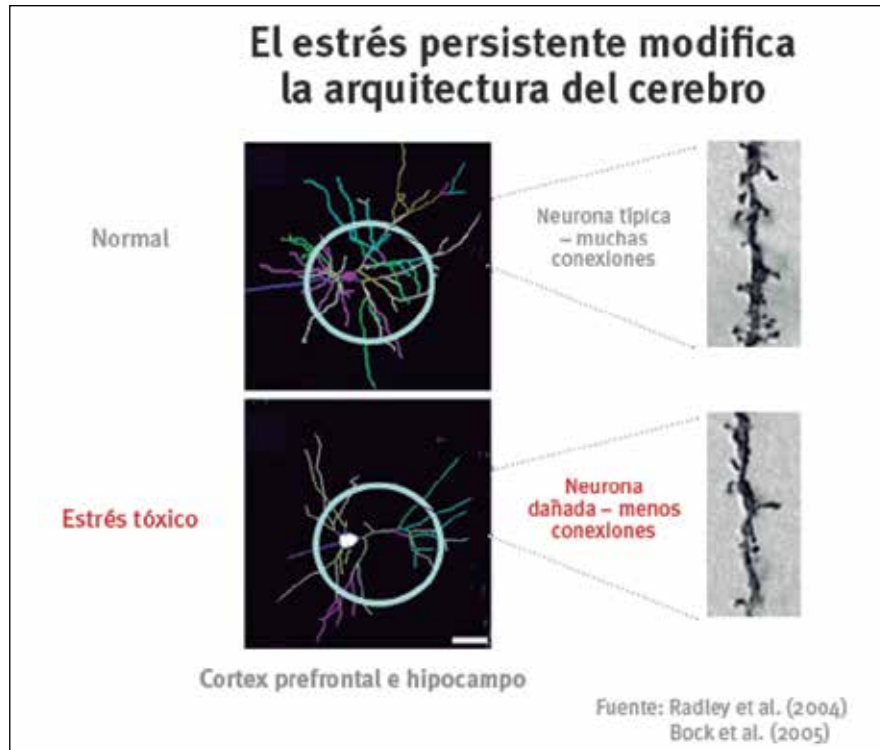 El estrés persistente modifica
la arquitectura del cerebro
Normal
Neurona típica
– muchas
conexiones
Estrés tóxico
Neurona
dañada – menos
conexiones
Cortex prefrontal e hipocampo
Fuente: Radley et al. (2004)
Bock et al. (2005)